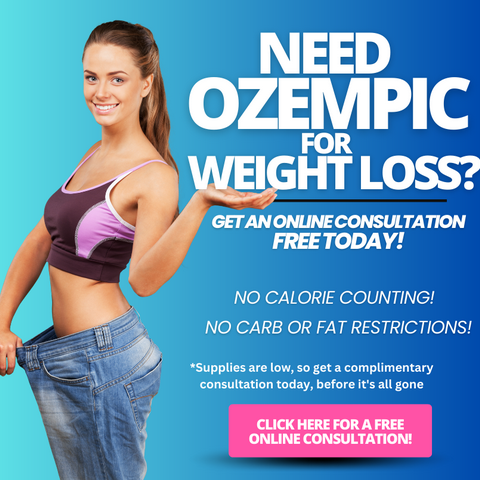 NEED
OZEMPIC
FOR
WEIGHT LOSS?
GET AN ONLINE CONSULTATION
FREE TODAY!
NO CALORIE COUNTING!
NO CARB OR FAT RESTRICTIONS!
*Supplies are low, so get a complimentary
consultation today, before it's all gone
CLICK HERE FOR A FREE
ONLINE CONSULTATION!